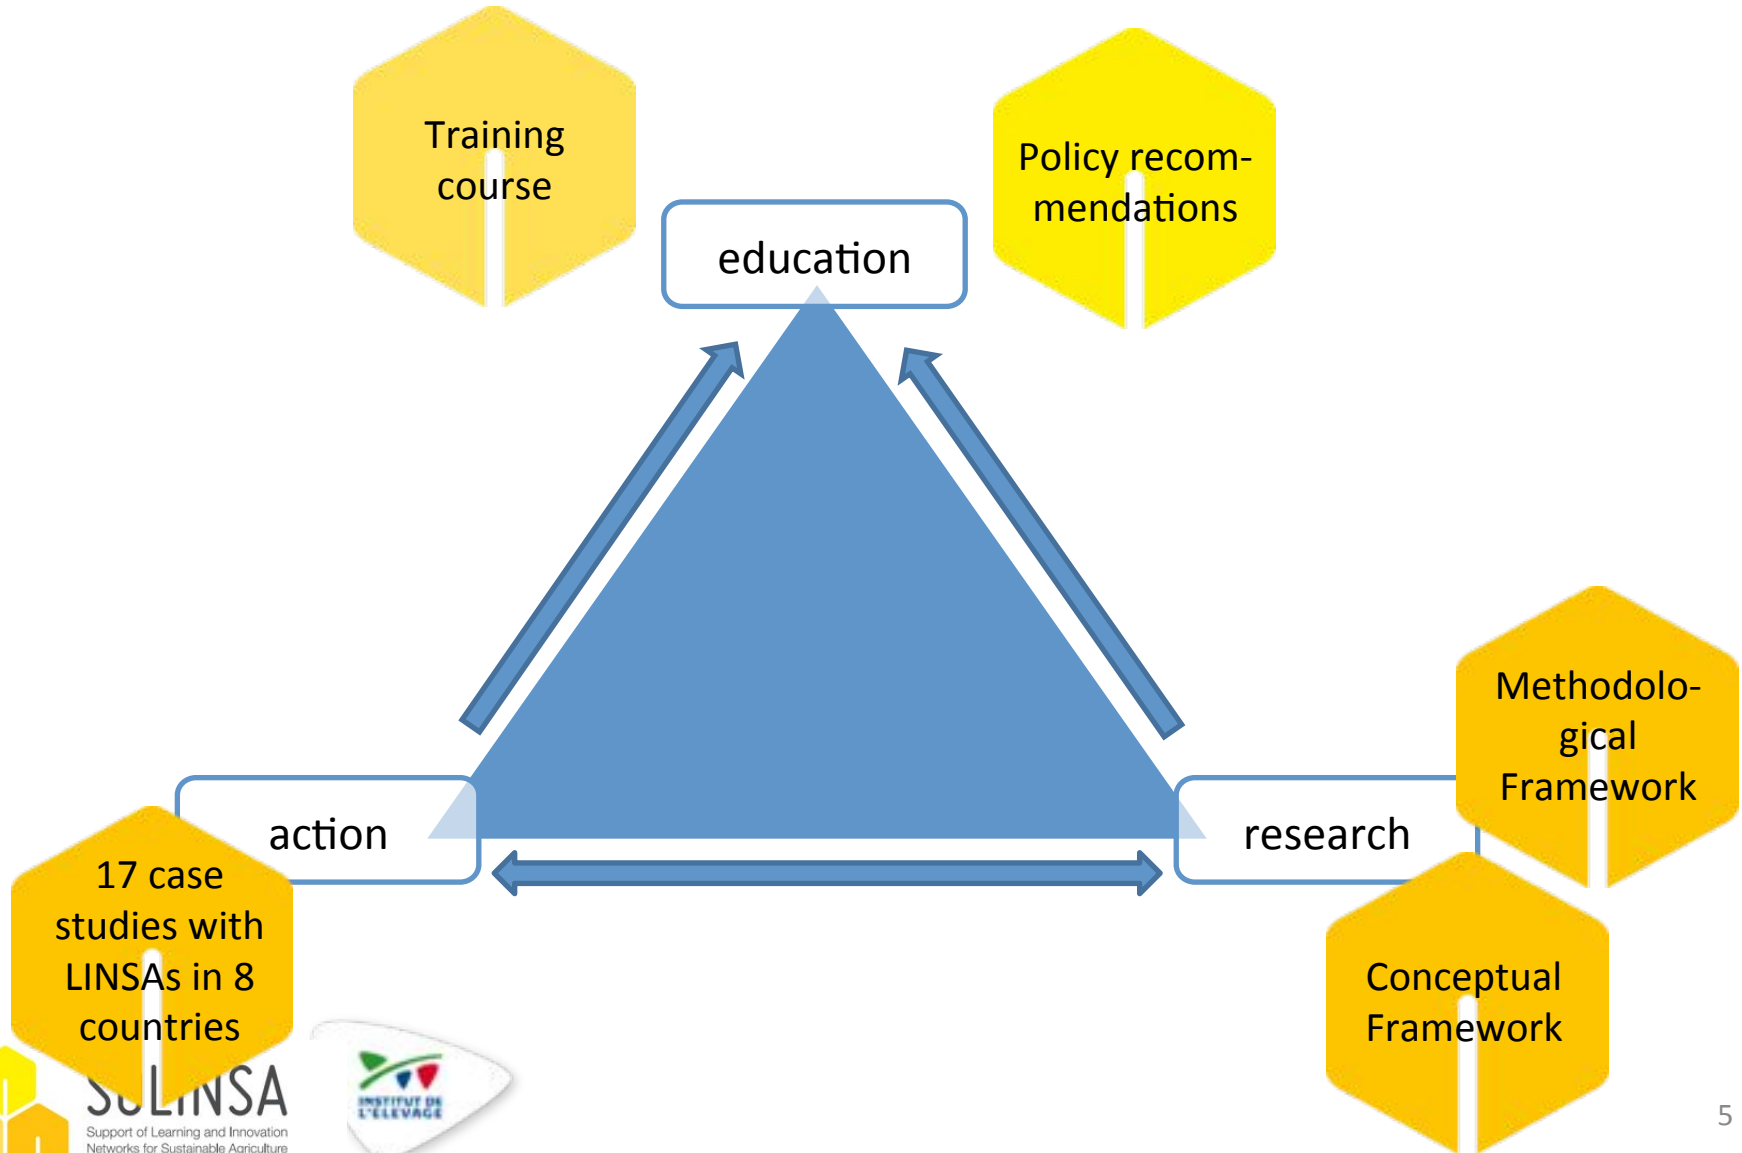 Training
course
Policy recom-
mendations
education
Methodolo-
gical
Framework
action
research
17 case
studies with
LINSAs in 8
countries
Conceptual
Framework
SOLINSA
Support of Learning and Innovation
Networks for Sustainable Agriculture
INSTITUT DE
L'ELEVAGE
5